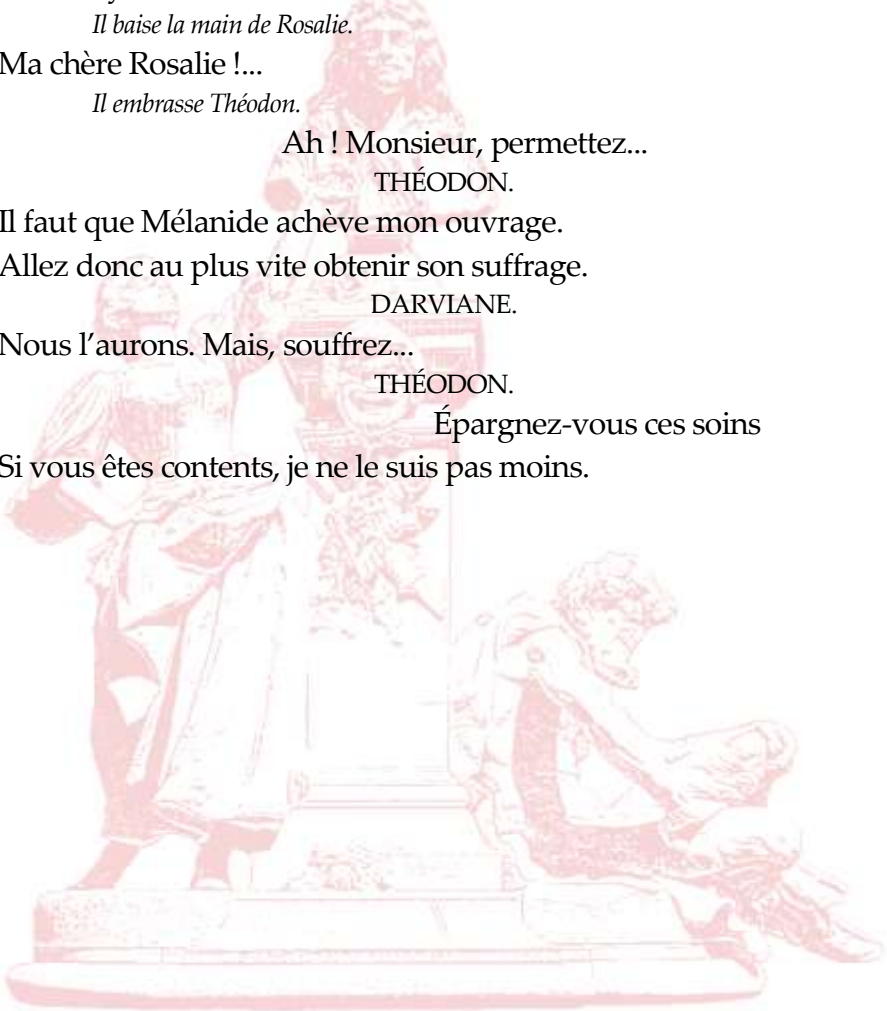 Il baise la main de Rosalie.
Ma chère Rosalie !...
Il embrasse Théodon.
Ah ! Monsieur, permettez...
THÉODON.
Il faut que Mélanide achève mon ouvrage.
Allez donc au plus vite obtenir son suffrage.
DARVIANE.
Nous l'aurons. Mais, souffrez...
THÉODON.
Épargnez-vous ces soins
Si vous êtes contents, je ne le suis pas moins.